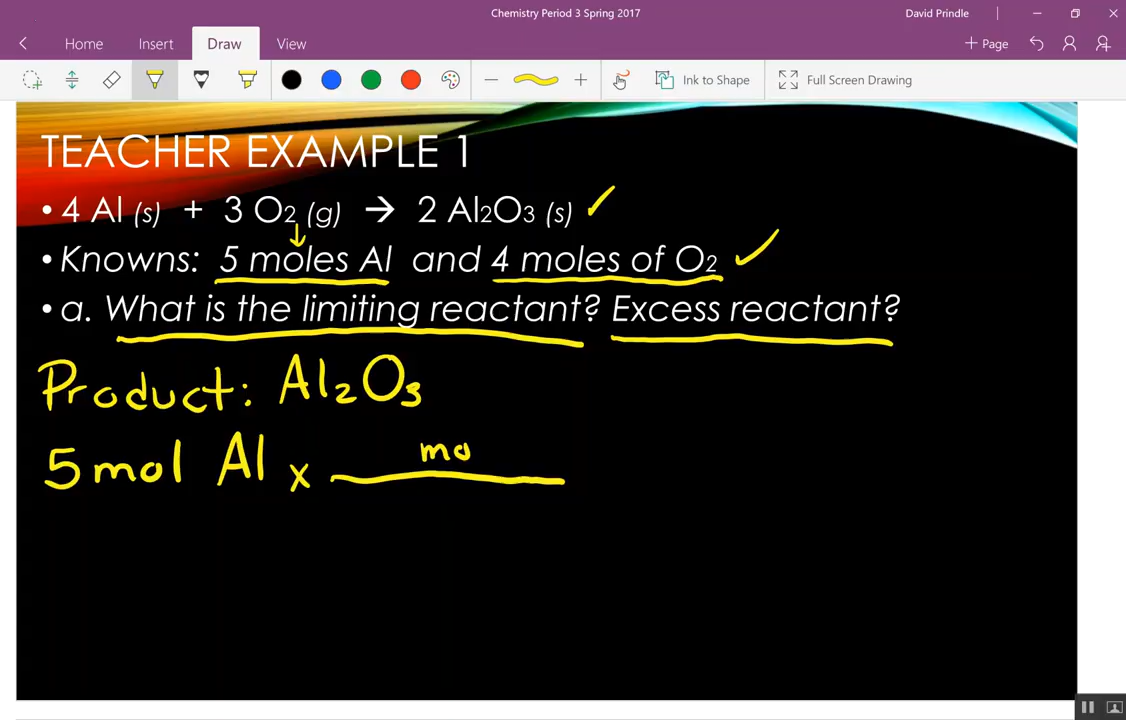 Chemistry Period 3 Spring 2017
David Prindle
Home Insert Draw View
Page
Ink to Shape
Full Screen Drawing
TEACHER EXAMPLE 1
• 4 Al (s) + 3 O2 (g) → 2 Al2O3 (s) ✓
• Knowns: 5 moles Al and 4 moles of O2 ✓
• a. What is the limiting reactant? Excess reactant?
Product: Al2O3
mo
5 mol Al x